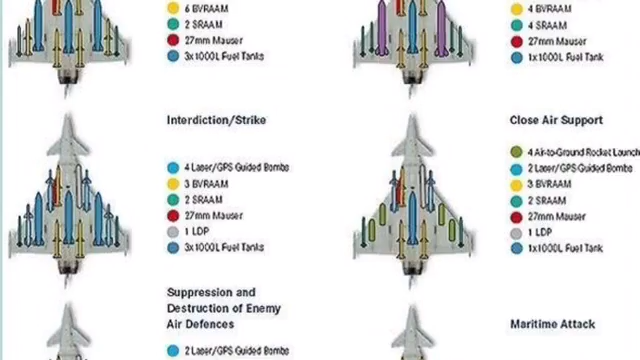 6 BVRAAM
2 SRAAM
27mm Mauser
3x1000L Fuel Tanks
4 BVRAAM
4 SRAAM
27mm Mauser
1x1000L Fuel Tank
Interdiction/Strike
4 Laser/GPS Guided Bombs
3 BVRAAM
2 SRAAM
27mm Mauser
1 LDP
3x1000L Fuel Tanks
Close Air Support
4 Air-to-Ground Rocket Launch
2 Laser/GPS Guided Bombs
3 BVRAAM
2 SRAAM
27mm Mauser
1 LDP
1x1000L Fuel Tank
Suppression and
Destruction of Enemy
Air Defences
2 Laser/GPS Guided Bombs
Maritime Attack